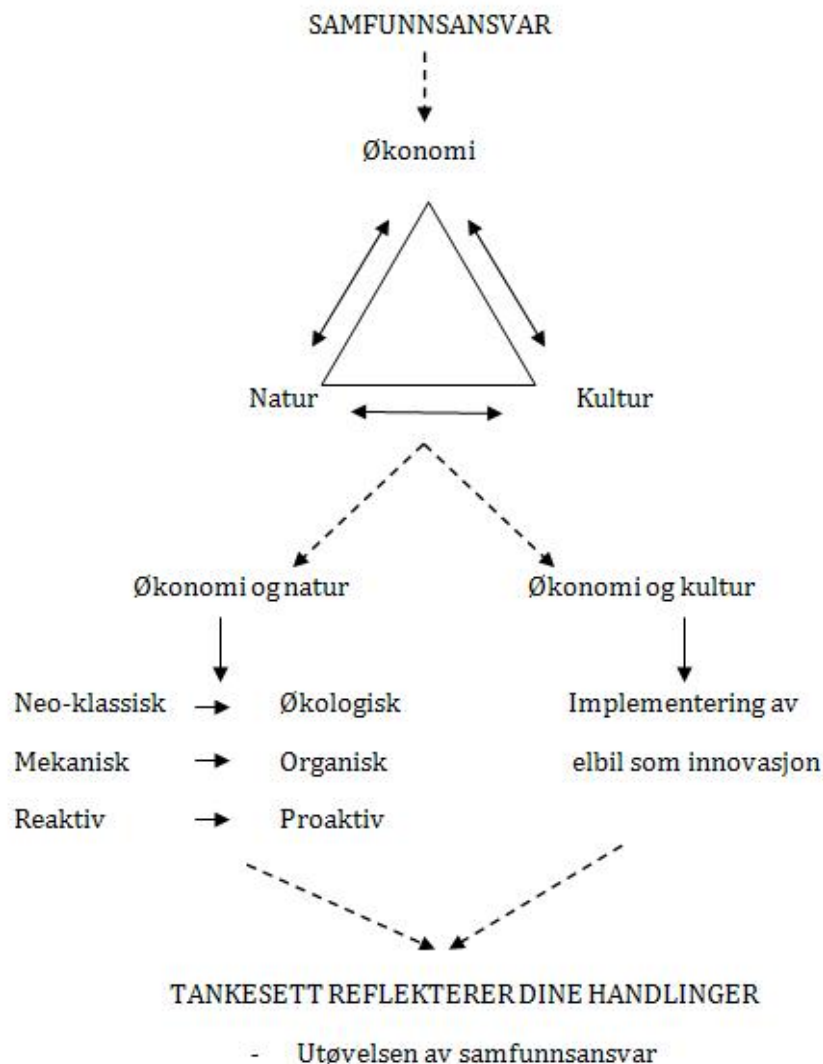 SAMFUNNSANSVAR
Økonomi
Natur
Kultur
Økonomi og natur
Økonomi og kultur
Neo-klassisk Økologisk Implementering av
Mekanisk Organisk elbil som innovasjon
Reaktiv Proaktiv
TANKESETT REFLEKTERER DINE HANDLINGER
- Utøvelsen av samfunnsansvar